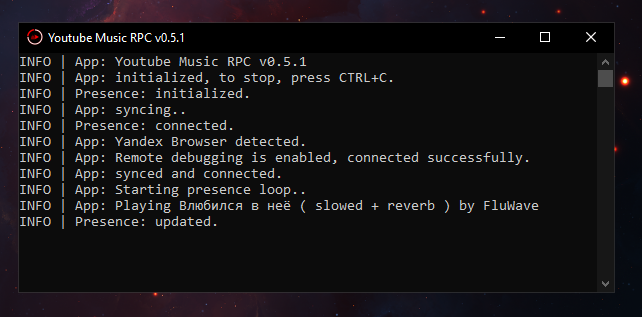 Youtube Music RPC v0.5.1
INFO | App: Youtube Music RPC v0.5.1
INFO | App: initialized, to stop, press CTRL+C.
INFO | Presence: initialized.
INFO | App: syncing..
INFO | Presence: connected.
INFO | App: Yandex Browser detected.
INFO | App: Remote debugging is enabled, connected successfully.
INFO | App: synced and connected.
INFO | App: Starting presence loop..
INFO | App: Playing Влюбился в неё ( slowed + reverb ) by FluWave
INFO | Presence: updated.